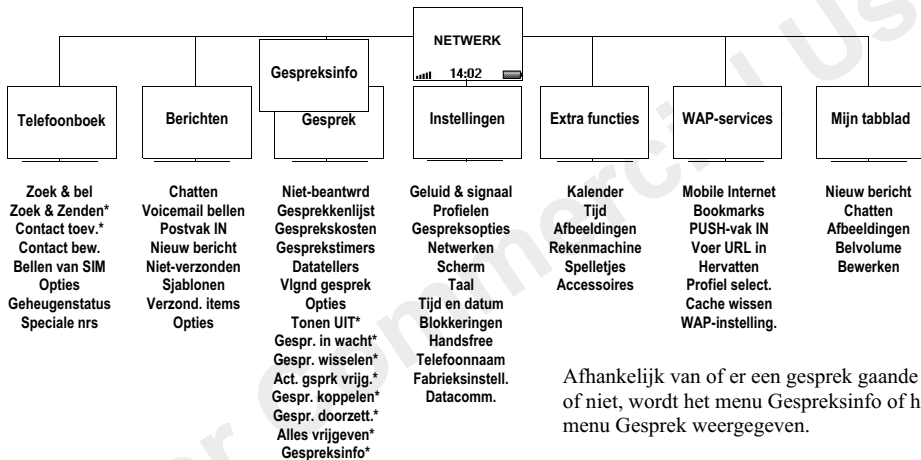 NETWERK
14:02
Gespreksinfo
Telefoonboek
Berichten
Gesprek
Instellingen
Extra functies
WAP-services
Mijn tabblad
Zoek & bel
Zoek & Zenden*
Contact toev.*
Contact bew.
Bellen van SIM
Opties
Geheugenstatus
Speciale nrs
Chatten
Voicemail bellen
Postvak IN
Nieuw bericht
Niet-verzonden
Sjablonen
Verzond. items
Opties
Niet-beantwrd
Gesprekkenlijst
Gesprekskosten
Gesprekstimers
Datatellers
Vlgnd gesprek
Opties
Tonen UIT*
Gespr. in wacht*
Gespr. wisselen*
Act. gsprk vrijg.*
Gespr. koppelen*
Gespr. doorzett.*
Alles vrijgeven*
Gespreksinfo*
Geluid & signaal
Profielen
Gespreksopties
Netwerken
Scherm
Taal
Tijd en datum
Blokkeringen
Handsfree
Telefoonnaam
Fabrieksinstell.
Datacomm.
Kalender
Tijd
Afbeeldingen
Rekenmachine
Spelletjes
Accessoires
Mobile Internet
Bookmarks
PUSH-vak IN
Voer URL in
Hervatten
Profiel select.
Cache wissen
WAP-instelling.
Nieuw bericht
Chatten
Afbeeldingen
Belvolume
Bewerken
Afhankelijk van of er een gesprek gaande
of niet, wordt het menu Gespreksinfo of h
menu Gesprek weergegeven.
er Commercial Us